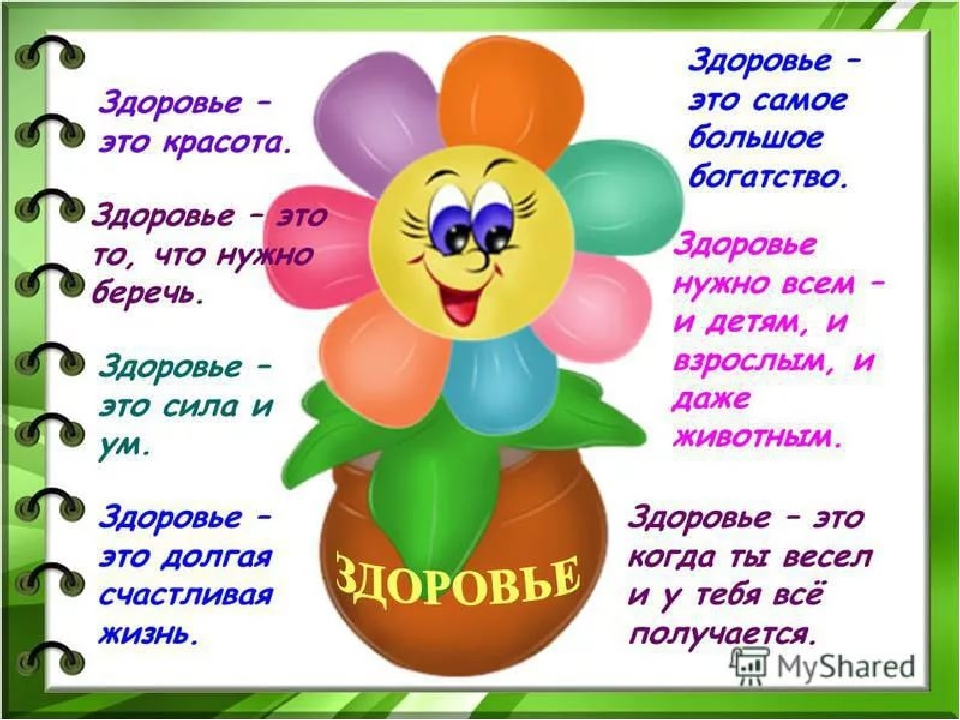 Здоровье –
это красота.
Здоровье – это
то, что нужно
беречь.
Здоровье –
это сила и
ум.
Здоровье –
это долгая
счастливая
жизнь.
ЗДОРОВЬЕ
Здоровье –
это самое
большое
богатство.
Здоровье
нужно всем –
и детям, и
взрослым, и
даже
животным.
Здоровье – это
когда ты весел
и у тебя всё
получается.
MyShared